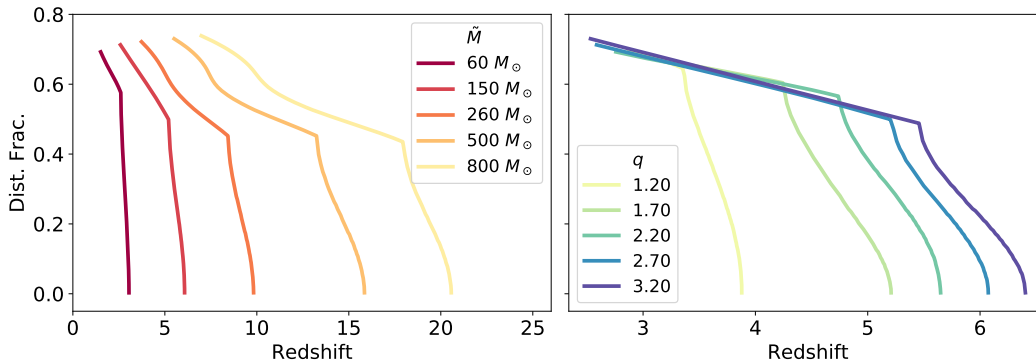 0.8
0.6
0.4
0.2
0.0
Dist. Frac.
0
5
10
15
20
25
Redshift
M̃
60 M⊙
150 M⊙
260 M⊙
500 M⊙
800 M⊙
q
1.20
1.70
2.20
2.70
3.20
3
4
5
6
Redshift